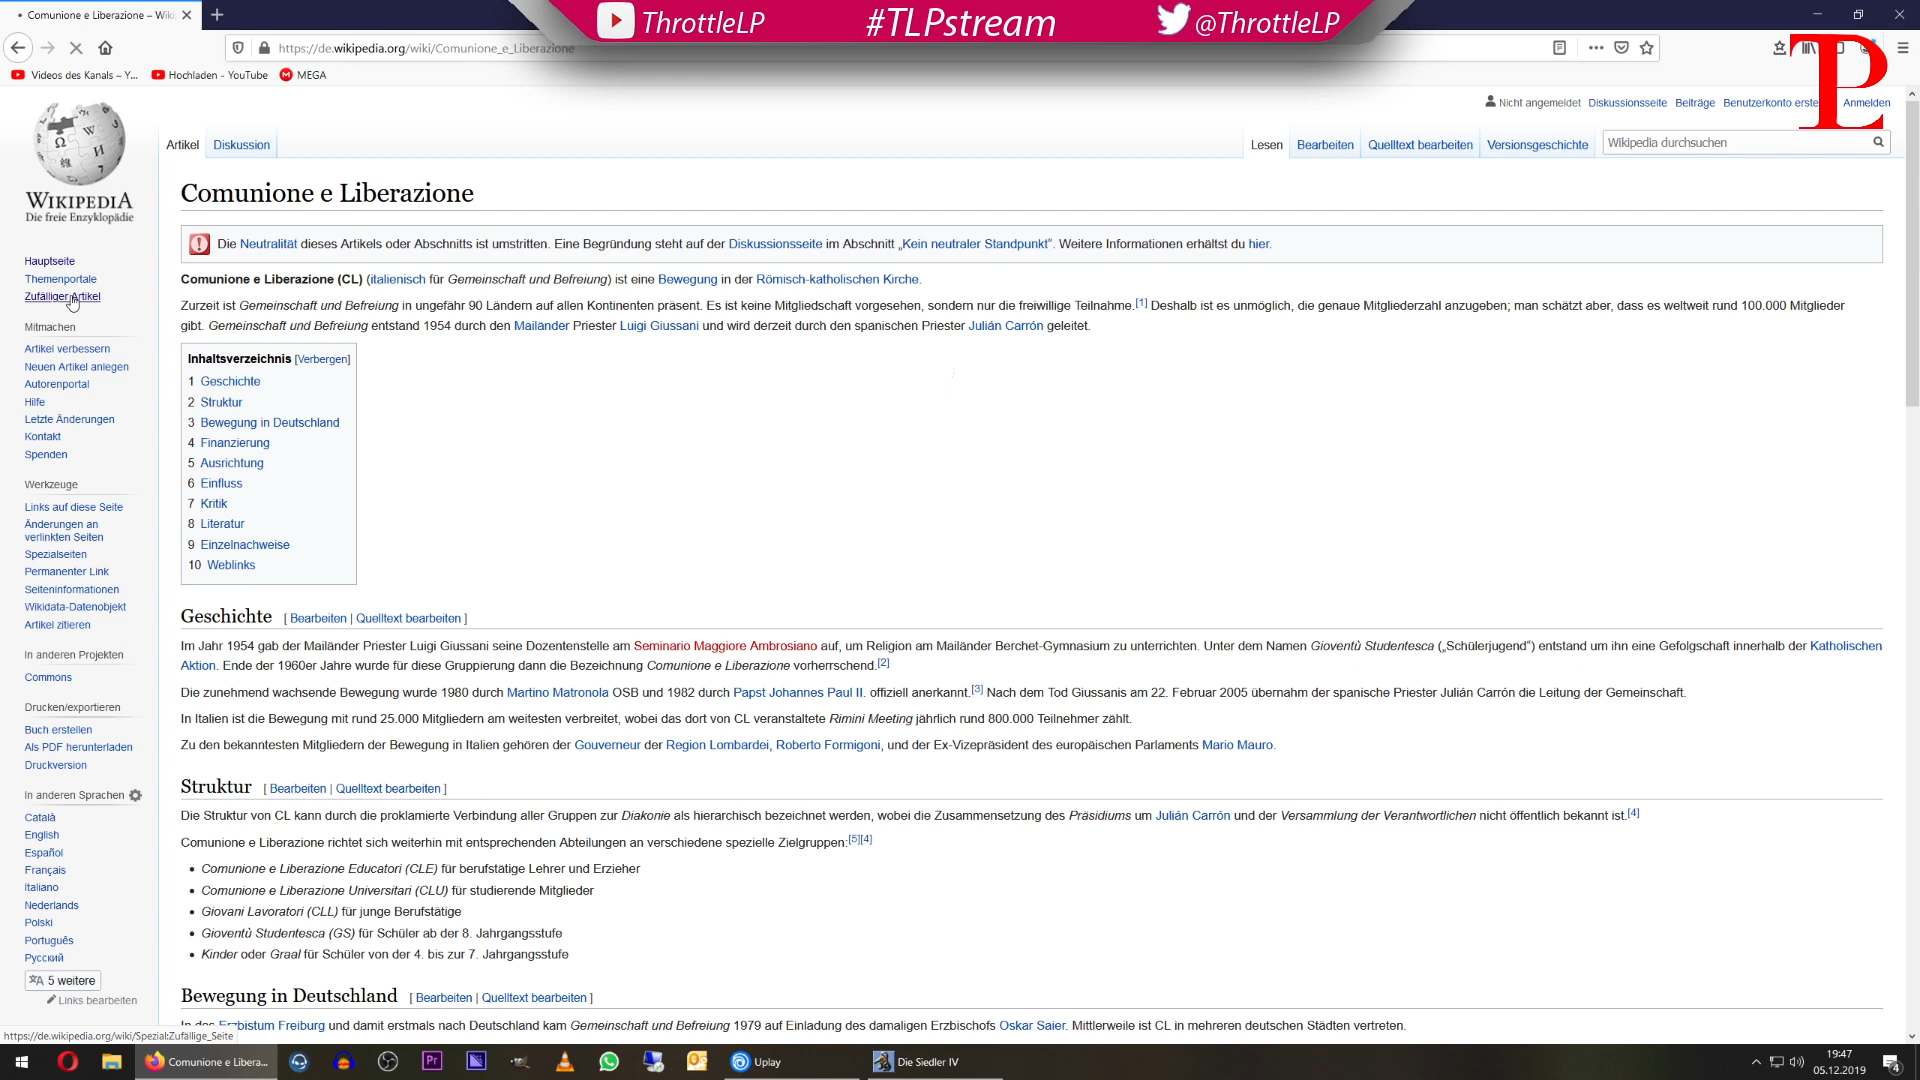 Comunione e Liberazione – Wiki
ThrottleLP
#TLPstream
@ThrottleLP
https://de.wikipedia.org/wiki/Comunione_e_Liberazione
Videos des Kanals – Y...
Hochladen - YouTube
MEGA
TLP
WIKIPEDIA
Die freie Enzyklopädie
Nicht angemeldet Diskussionsseite Beiträge Benutzerkonto erste Anmelden
Artikel Diskussion
Lesen Bearbeiten Quelltext bearbeiten Versionsgeschichte Wikipedia durchsuchen
Hauptseite
Themenportale
Zufälliger Artikel
Mitmachen
Artikel verbessern
Neuen Artikel anlegen
Autorenportal
Hilfe
Letzte Änderungen
Kontakt
Spenden
Werkzeuge
Links auf diese Seite
Änderungen an
verlinkten Seiten
Spezialseiten
Permanenter Link
Seiteninformationen
Wikidata-Datenobjekt
Artikel zitieren
In anderen Projekten
Commons
Drucken/exportieren
Buch erstellen
Als PDF herunterladen
Druckversion
In anderen Sprachen
Català
English
Español
Français
Italiano
Nederlands
Polski
Português
Русский
5 weitere
Links bearbeiten
Comunione e Liberazione
Die Neutralität dieses Artikels oder Abschnitts ist umstritten. Eine Begründung steht auf der Diskussionsseite im Abschnitt „Kein neutraler Standpunkt“. Weitere Informationen erhältst du hier.
Comunione e Liberazione (CL) (italienisch für Gemeinschaft und Befreiung) ist eine Bewegung in der Römisch-katholischen Kirche.
Zurzeit ist Gemeinschaft und Befreiung in ungefähr 90 Ländern auf allen Kontinenten präsent. Es ist keine Mitgliedschaft vorgesehen, sondern nur die freiwillige Teilnahme.[1] Deshalb ist es unmöglich, die genaue Mitgliederzahl anzugeben; man schätzt aber, dass es weltweit rund 100.000 Mitglieder
gibt. Gemeinschaft und Befreiung entstand 1954 durch den Mailänder Priester Luigi Giussani und wird derzeit durch den spanischen Priester Julián Carrón geleitet.
Inhaltsverzeichnis [Verbergen]
1 Geschichte
2 Struktur
3 Bewegung in Deutschland
4 Finanzierung
5 Ausrichtung
6 Einfluss
7 Kritik
8 Literatur
9 Einzelnachweise
10 Weblinks
Geschichte [ Bearbeiten | Quelltext bearbeiten ]
Im Jahr 1954 gab der Mailänder Priester Luigi Giussani seine Dozentenstelle am Seminario Maggiore Ambrosiano auf, um Religion am Mailänder Berchet-Gymnasium zu unterrichten. Unter dem Namen Gioventù Studentesca („Schülerjugend“) entstand um ihn eine Gefolgschaft innerhalb der Katholischen
Aktion. Ende der 1960er Jahre wurde für diese Gruppierung dann die Bezeichnung Comunione e Liberazione vorherrschend.[2]
Die zunehmend wachsende Bewegung wurde 1980 durch Martino Matronola OSB und 1982 durch Papst Johannes Paul II. offiziell anerkannt.[3] Nach dem Tod Giussanis am 22. Februar 2005 übernahm der spanische Priester Julián Carrón die Leitung der Gemeinschaft.
In Italien ist die Bewegung mit rund 25.000 Mitgliedern am weitesten verbreitet, wobei das dort von CL veranstaltete Rimini Meeting jährlich rund 800.000 Teilnehmer zählt.
Zu den bekanntesten Mitgliedern der Bewegung in Italien gehören der Gouverneur der Region Lombardei, Roberto Formigoni, und der Ex-Vizepräsident des europäischen Parlaments Mario Mauro.
Struktur [ Bearbeiten | Quelltext bearbeiten ]
Die Struktur von CL kann durch die proklamierte Verbindung aller Gruppen zur Diakonie als hierarchisch bezeichnet werden, wobei die Zusammensetzung des Präsidiums um Julián Carrón und der Versammlung der Verantwortlichen nicht öffentlich bekannt ist.[4]
Comunione e Liberazione richtet sich weiterhin mit entsprechenden Abteilungen an verschiedene spezielle Zielgruppen:[5][4]
• Comunione e Liberazione Educatori (CLE) für berufstätige Lehrer und Erzieher
• Comunione e Liberazione Universitari (CLU) für studierende Mitglieder
• Giovani Lavoratori (CLL) für junge Berufstätige
• Gioventù Studentesca (GS) für Schüler ab der 8. Jahrgangsstufe
• Kinder oder Graal für Schüler von der 4. bis zur 7. Jahrgangsstufe
Bewegung in Deutschland [ Bearbeiten | Quelltext bearbeiten ]
In das Erzbistum Freiburg und damit erstmals nach Deutschland kam Gemeinschaft und Befreiung 1979 auf Einladung des damaligen Erzbischofs Oskar Saier. Mittlerweile ist CL in mehreren deutschen Städten vertreten.
https://de.wikipedia.org/wiki/Spezial:Zufällige_Seite
Comunione e Libera...
Pr
Uplay
Die Siedler IV
19:47
05.12.2019
4